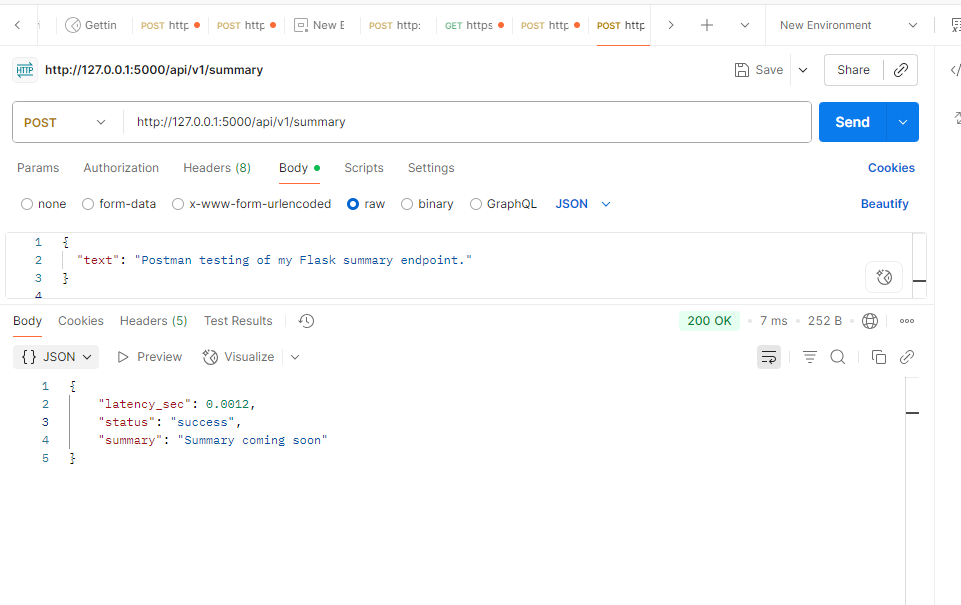 Gettin POST http POST http New E POST http: GET https POST http POST http New Environment
HTTP http://127.0.0.1:5000/api/v1/summary Save Share
POST http://127.0.0.1:5000/api/v1/summary Send
Params Authorization Headers (8) Body Scripts Settings Cookies
none form-data x-www-form-urlencoded raw binary GraphQL JSON Beautify
1 {
2 "text": "Postman testing of my Flask summary endpoint."
3 }
4
Body Cookies Headers (5) Test Results 200 OK • 7 ms • 252 B •
{} JSON Preview Visualize
1 {
2 "latency_sec": 0.0012,
3 "status": "success",
4 "summary": "Summary coming soon"
5 }